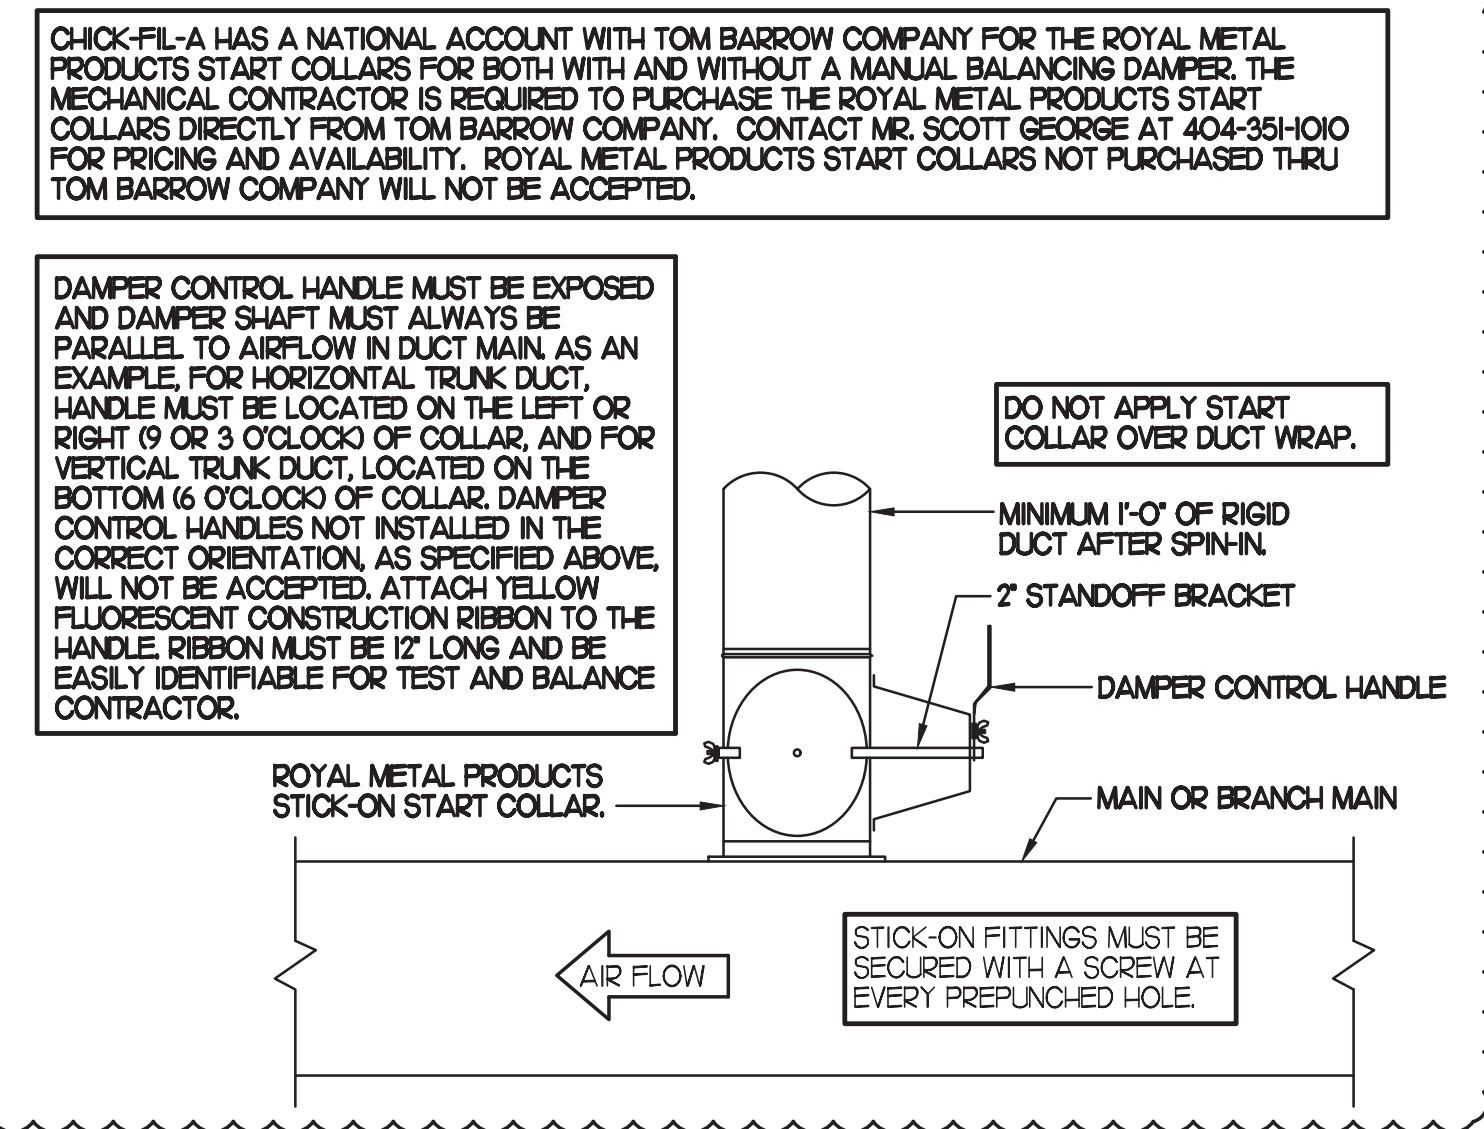 CHICK-FIL-A HAS A NATIONAL ACCOUNT WITH TOM BARROW COMPANY FOR THE ROYAL METAL
PRODUCTS START COLLARS FOR BOTH WITH AND WITHOUT A MANUAL BALANCING DAMPER. THE
MECHANICAL CONTRACTOR IS REQUIRED TO PURCHASE THE ROYAL METAL PRODUCTS START
COLLARS DIRECTLY FROM TOM BARROW COMPANY. CONTACT MR. SCOTT GEORGE AT 404-351-1010
FOR PRICING AND AVAILABILITY. ROYAL METAL PRODUCTS START COLLARS NOT PURCHASED THRU
TOM BARROW COMPANY WILL NOT BE ACCEPTED.
DAMPER CONTROL HANDLE MUST BE EXPOSED
AND DAMPER SHAFT MUST ALWAYS BE
PARALLEL TO AIRFLOW IN DUCT MAIN. AS AN
EXAMPLE, FOR HORIZONTAL TRUNK DUCT,
HANDLE MUST BE LOCATED ON THE LEFT OR
RIGHT (9 OR 3 O'CLOCK) OF COLLAR, AND FOR
VERTICAL TRUNK DUCT, LOCATED ON THE
BOTTOM (6 O'CLOCK) OF COLLAR. DAMPER
CONTROL HANDLES NOT INSTALLED IN THE
CORRECT ORIENTATION, AS SPECIFIED ABOVE,
WILL NOT BE ACCEPTED. ATTACH YELLOW
FLUORESCENT CONSTRUCTION RIBBON TO THE
HANDLE. RIBBON MUST BE 12" LONG AND BE
EASILY IDENTIFIABLE FOR TEST AND BALANCE
CONTRACTOR.
DO NOT APPLY START
COLLAR OVER DUCT WRAP.
MINIMUM 1'-0" OF RIGID
DUCT AFTER SPIN-IN.
2" STANDOFF BRACKET
DAMPER CONTROL HANDLE
ROYAL METAL PRODUCTS
STICK-ON START COLLAR.
MAIN OR BRANCH MAIN
STICK-ON FITTINGS MUST BE
SECURED WITH A SCREW AT
EVERY PREPUNCHED HOLE.
AIR FLOW